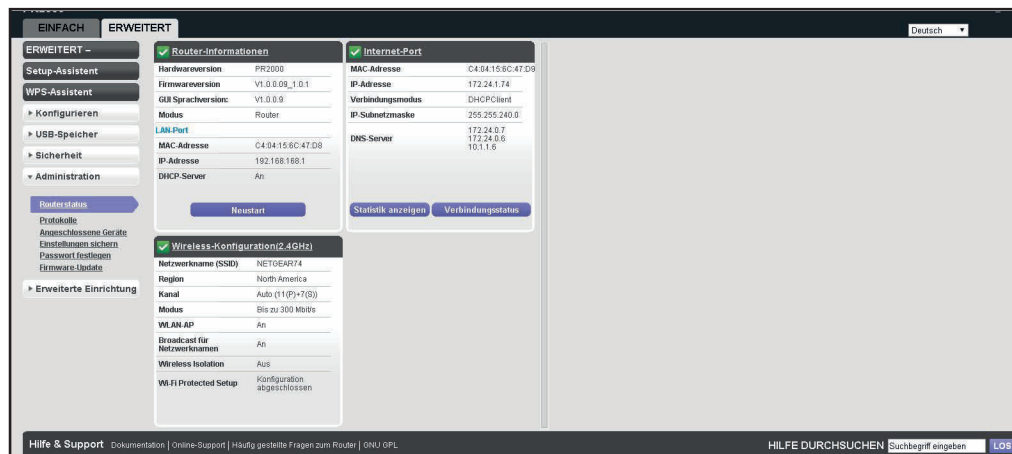 EINFACH ERWEITERT
Deutsch
ERWEITERT –
Setup-Assistent
WPS-Assistent
Konfigurieren
USB-Speicher
Sicherheit
Administration
Routerstatus
Protokolle
Angeschlossene Geräte
Einstellungen sichern
Passwort festlegen
Firmware-Update
Erweiterte Einrichtung
Router-Informationen
Hardwareversion PR2000
Firmwareversion V1.0.0.09_1.0.1
GUI Sprachversion: V1.0.0.9
Modus Router
LAN-Port
MAC-Adresse C4:04:15:6C:47:D8
IP-Adresse 192.168.168.1
DHCP-Server An
Neustart
Internet-Port
MAC-Adresse C4:04:15:6C:47:D9
IP-Adresse 172.24.1.74
Verbindungsmodus DHCPClient
IP-Subnetzmaske 255.255.240.0
DNS-Server 172.24.0.7
172.24.0.6
10.1.1.6
Statistik anzeigen Verbindungsstatus
Wireless-Konfiguration(2.4GHz)
Netzwerkname (SSID) NETGEAR74
Region North America
Kanal Auto (11(P)+7(S))
Modus Bis zu 300 Mbit/s
WLAN-AP An
Broadcast für
Netzwerknamen An
Wireless Isolation Aus
Wi-Fi Protected Setup Konfiguration
abgeschlossen
Hilfe & Support Dokumentation | Online-Support | Häufig gestellte Fragen zum Router | GNU GPL
HILFE DURCHSUCHEN Suchbegriff eingeben LOS